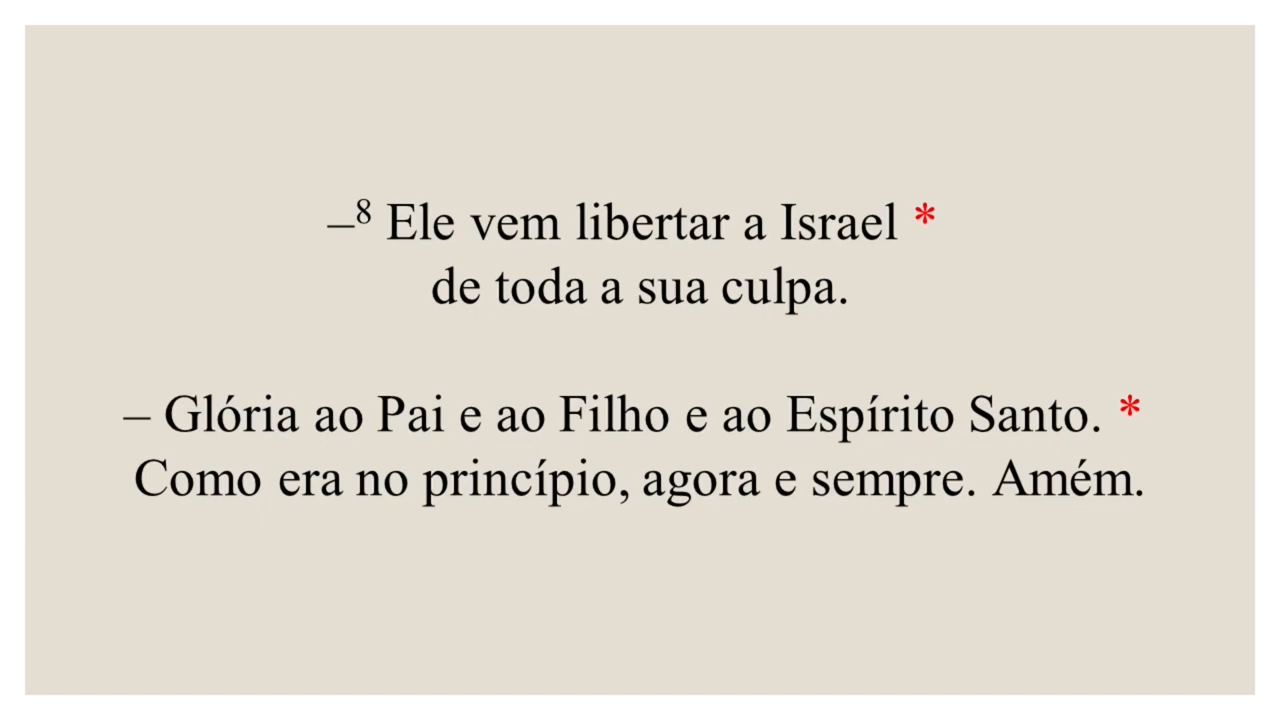 –⁸ Ele vem libertar a Israel *
de toda a sua culpa.
– Glória ao Pai e ao Filho e ao Espírito Santo. *
Como era no princípio, agora e sempre. Amém.